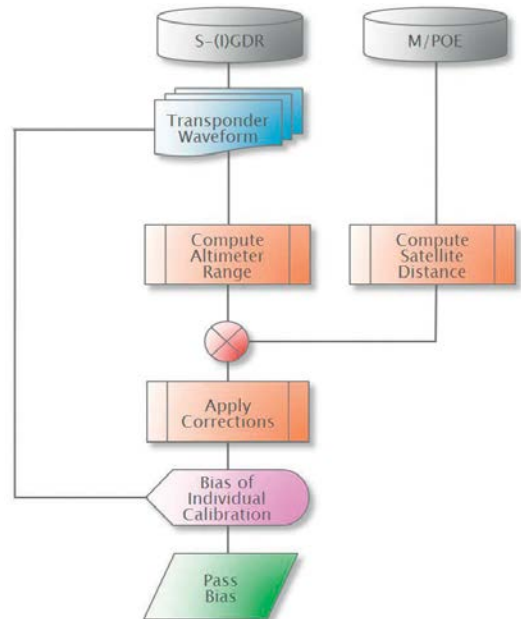 S-(I)GDR
M/POE
Transponder
Waveform
Compute
Altimeter
Range
Compute
Satellite
Distance
Apply
Corrections
Bias of
Individual
Calibration
Pass
Bias